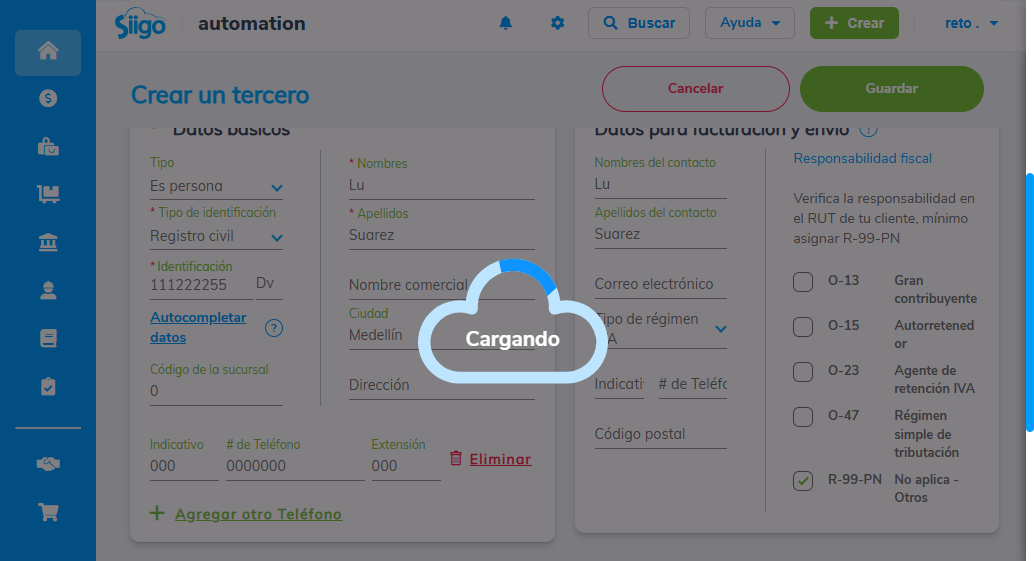 Siigo
automation
Buscar
Ayuda
Crear
reto .
Crear un tercero
Cancelar
Guardar
Datos básicos
Tipo
Es persona
* Tipo de identificación
Registro civil
* Identificación
111222255
Dv
Autocompletar
datos
?
Código de la sucursal
0
* Nombres
Lu
* Apellidos
Suarez
Nombre comercial
Ciudad
Medellín
Dirección
Indicativo
# de Teléfono
Extensión
000
0000000
000
Eliminar
Agregar otro Teléfono
Cargando
Datos para facturación y envío
Nombres del contacto
Lu
Apellidos del contacto
Suarez
Correo electrónico
Tipo de régimen
IVA
Indicati
# de Teléfo
Código postal
Responsabilidad fiscal
Verifica la responsabilidad en
el RUT de tu cliente, mínimo
asignar R-99-PN
O-13
Gran
contribuyente
O-15
Autorretened
or
O-23
Agente de
retención IVA
O-47
Régimen
simple de
tributación
R-99-PN
No aplica -
Otros